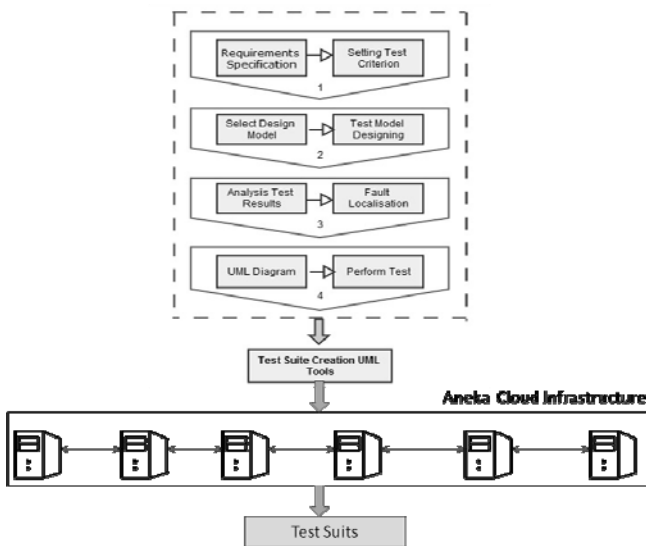 Requirements
Specification
Setting Test
Criterion
1
Select Design
Model
Test Model
Designing
2
Analysis Test
Results
Fault
Localisation
3
UML Diagram
Perform Test
4
Test Suite Creation UML
Tools
Aneka Cloud Infrastructure
Test Suits